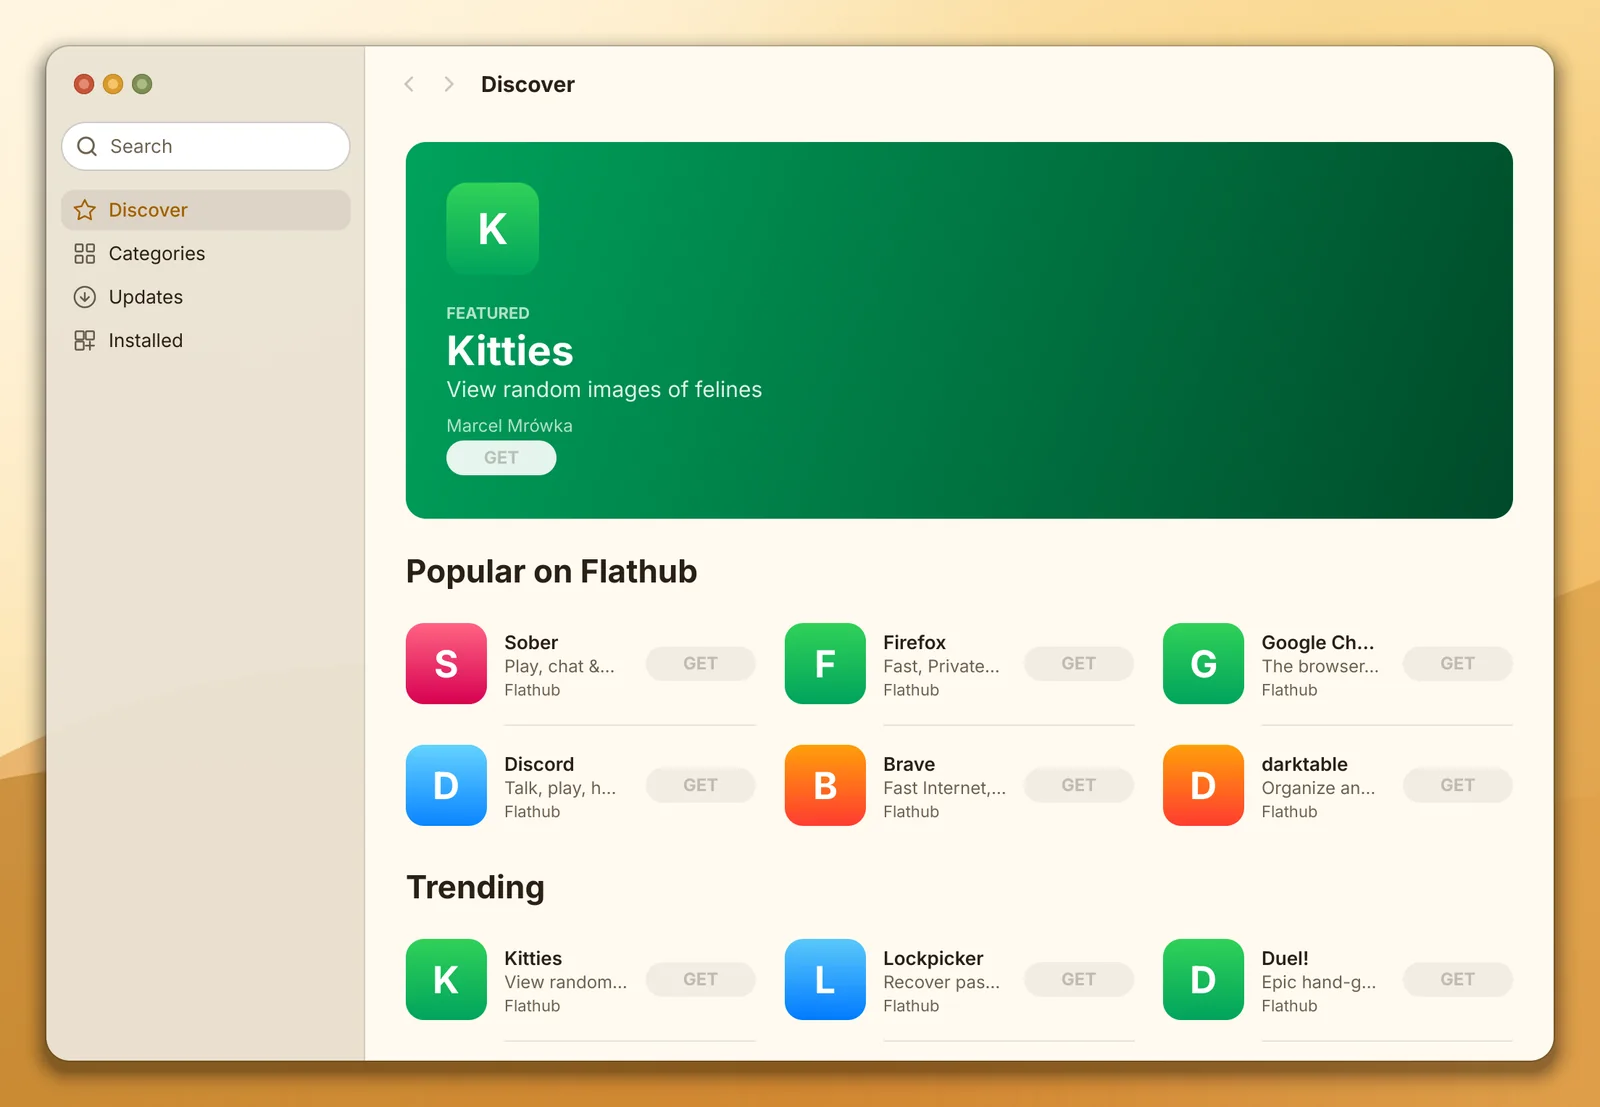 Discover
Search
Discover
Categories
Updates
Installed
K
FEATURED
Kitties
View random images of felines
Marcel Mrówka
GET
Popular on Flathub
S
Sober
Play, chat &...
Flathub
GET
F
Firefox
Fast, Private...
Flathub
GET
G
Google Ch...
The browser...
Flathub
GET
D
Discord
Talk, play, h...
Flathub
GET
B
Brave
Fast Internet,...
Flathub
GET
D
darktable
Organize an...
Flathub
GET
Trending
K
Kitties
View random...
Flathub
GET
L
Lockpicker
Recover pas...
Flathub
GET
D
Duel!
Epic hand-g...
Flathub
GET